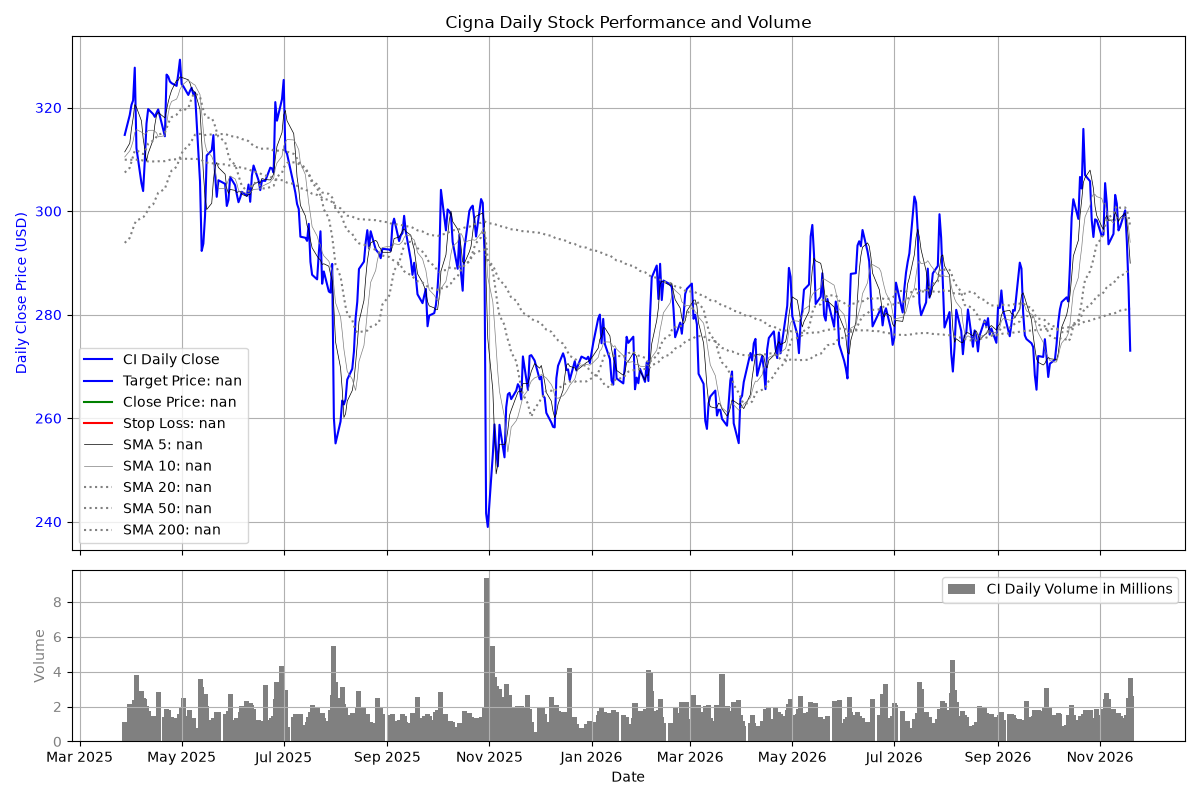 Cigna Daily Stock Performance and Volume
Daily Close Price (USD)
320
300
280
260
240
CI Daily Close
Target Price: nan
Close Price: nan
Stop Loss: nan
SMA 5: nan
SMA 10: nan
SMA 20: nan
SMA 50: nan
SMA 200: nan
Volume
8
6
4
2
0
CI Daily Volume in Millions
Mar 2025 May 2025 Jul 2025 Sep 2025 Nov 2025 Jan 2026 Mar 2026 May 2026 Jul 2026 Sep 2026 Nov 2026
Date